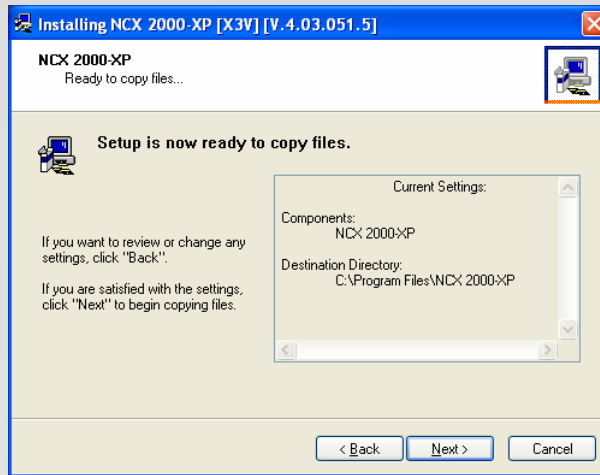 Installing NCX 2000-XP [X3V] [V.4.03.051.5]
NCX 2000-XP
Ready to copy files...
Setup is now ready to copy files.
Current Settings:
Components:
NCX 2000-XP
Destination Directory:
C:\Program Files\NCX 2000-XP
If you want to review or change any
settings, click "Back".
If you are satisfied with the settings,
click "Next" to begin copying files.
< Back
Next >
Cancel